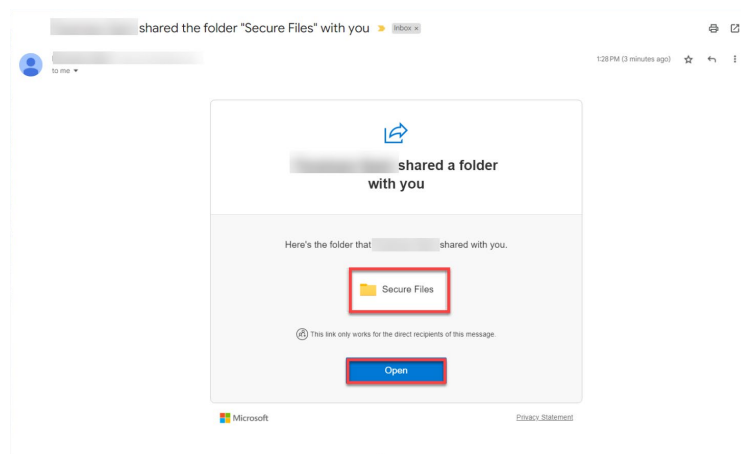 shared the folder "Secure Files" with you Inbox x
1:28 PM (3 minutes ago)
to me
shared a folder
with you
Here's the folder that shared with you.
Secure Files
This link only works for the direct recipients of this message.
Open
Microsoft Privacy Statement